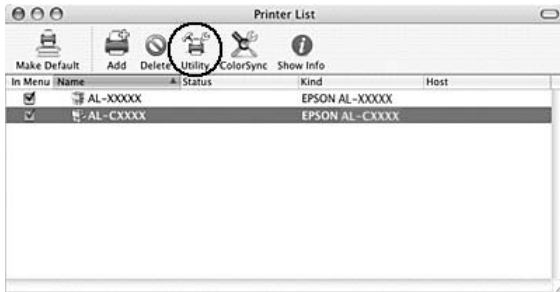 Printer List
Make Default Add Delete Utility ColorSync Show Info
In Menu Name Status Kind Host
AL-XXXXX EPSON AL-XXXXX
AL-CXXXX EPSON AL-CXXXX